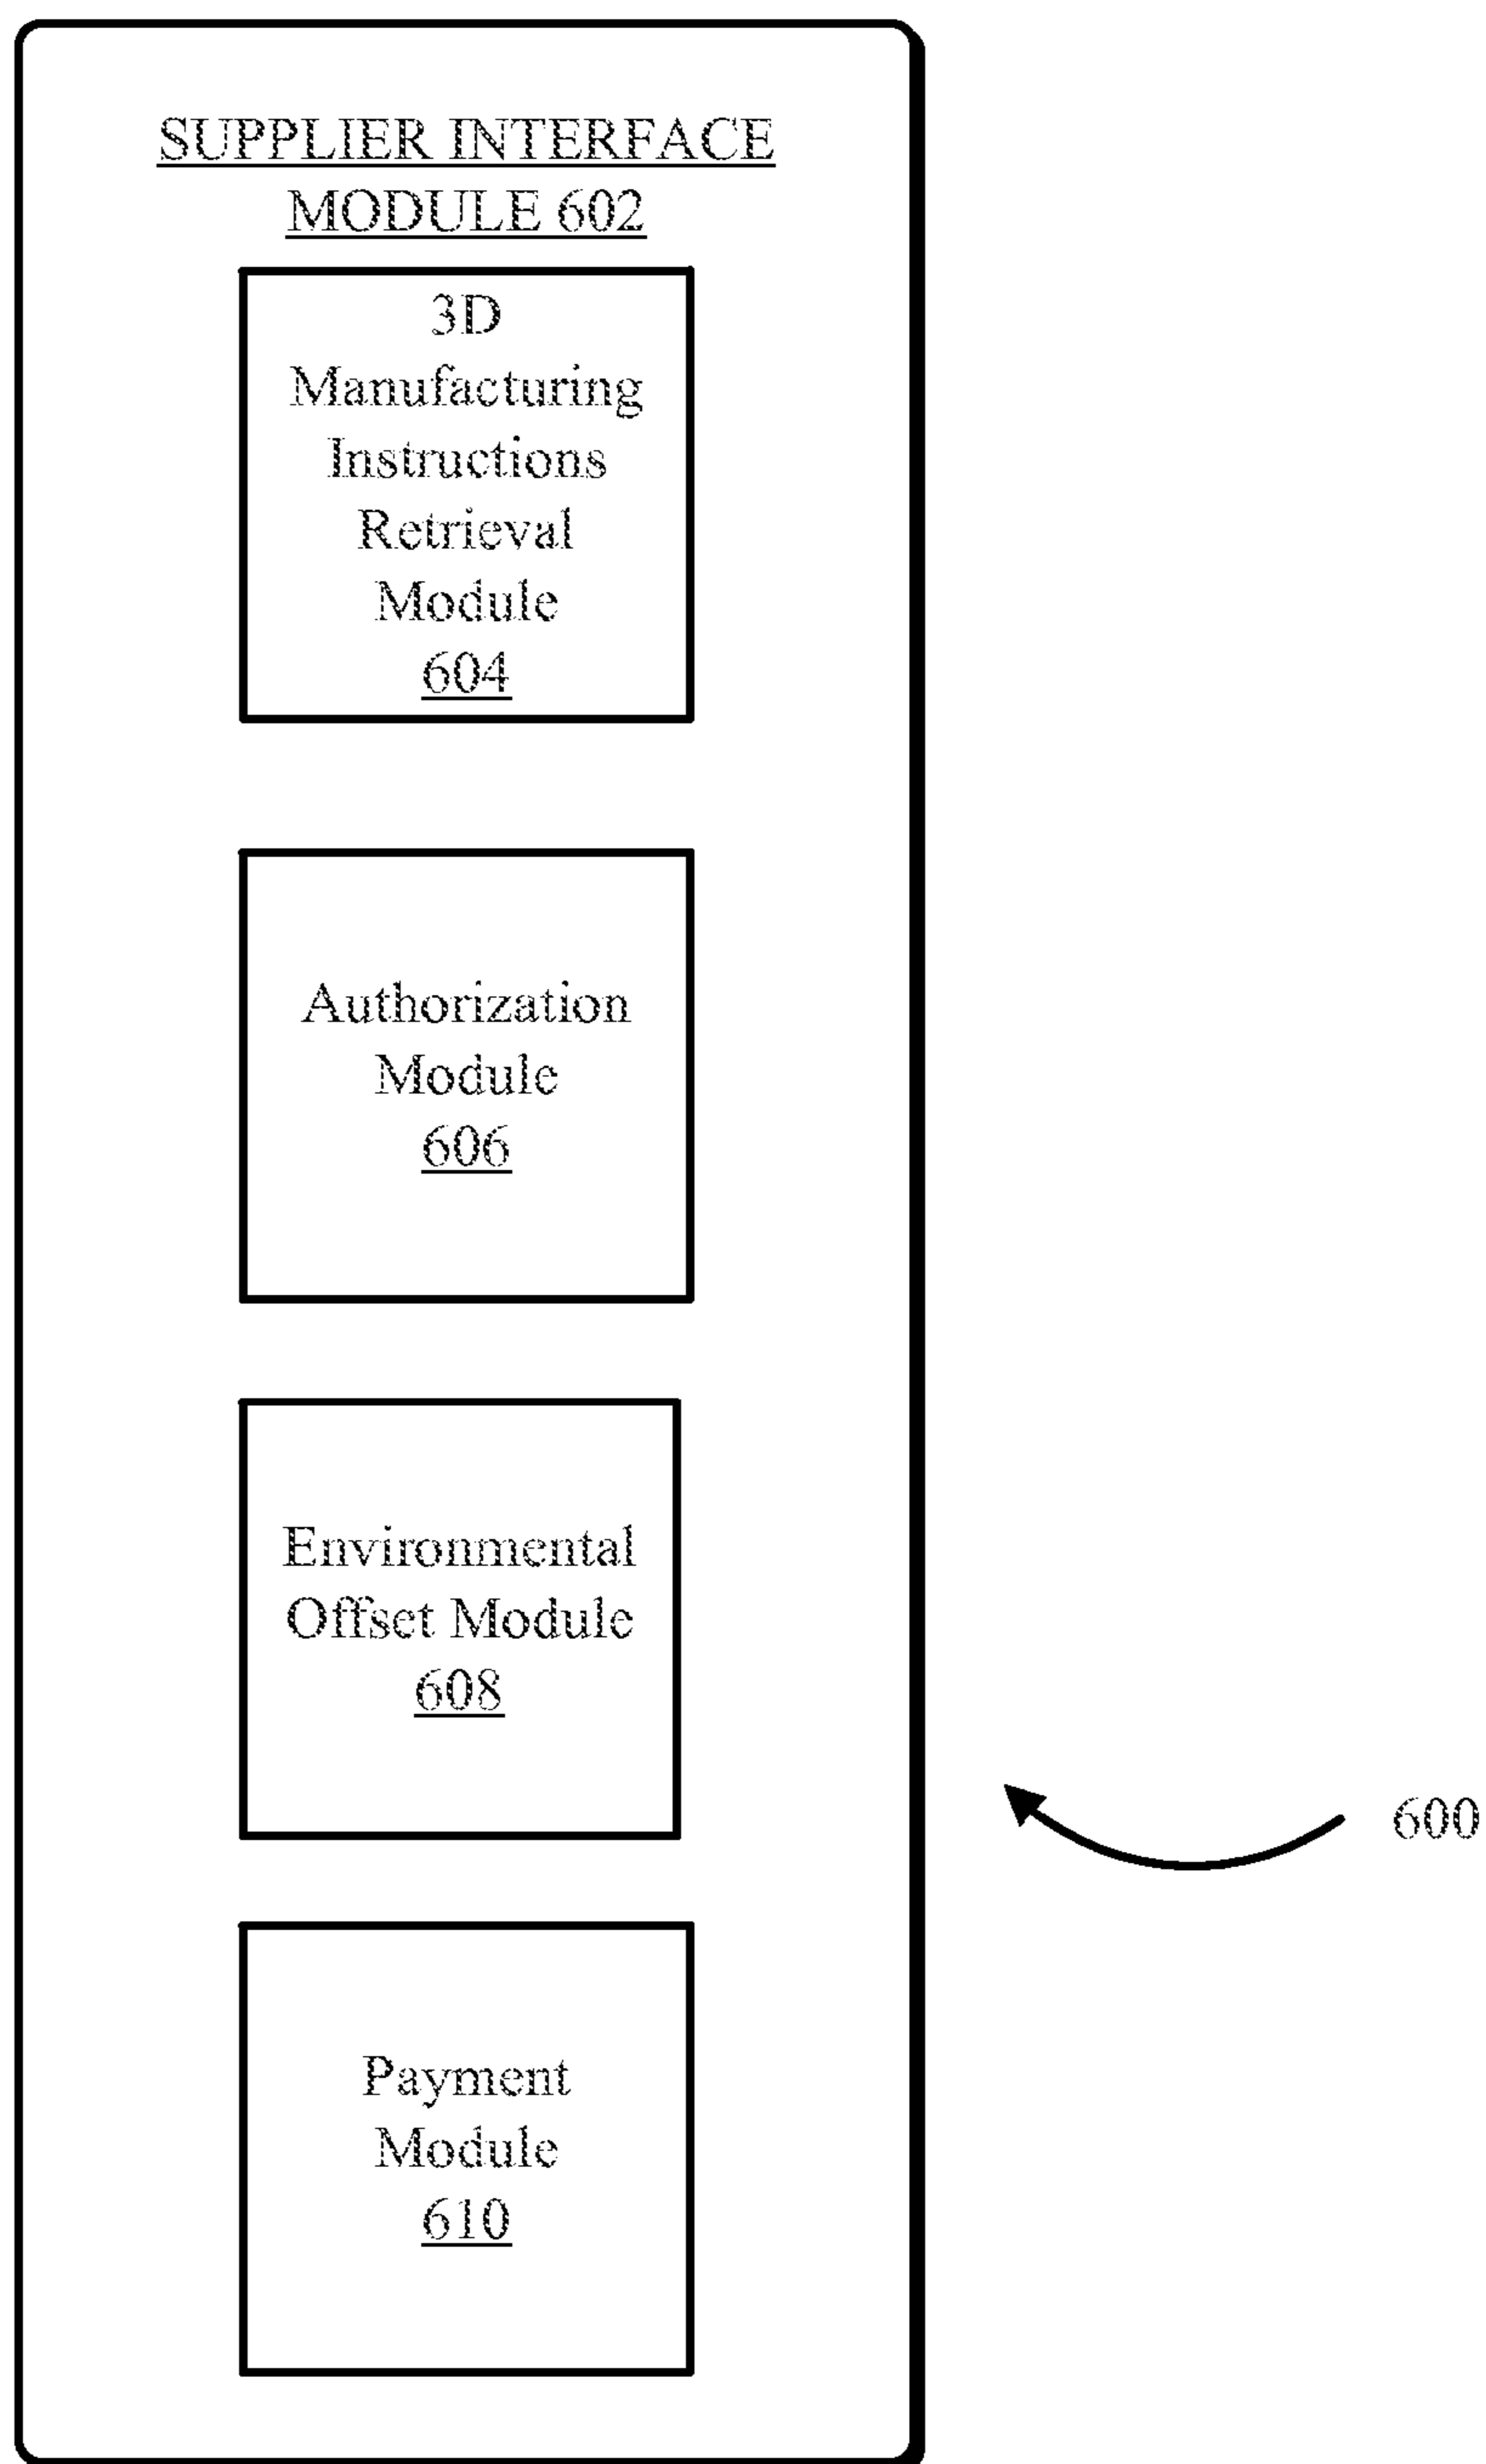 SUPPLIER INTERFACE
MODULE 602
3D
Manufacturing
Instructions
Retrieval
Module
604
Authorization
Module
606
Environmental
Offset Module
608
600
Payment
Module
610